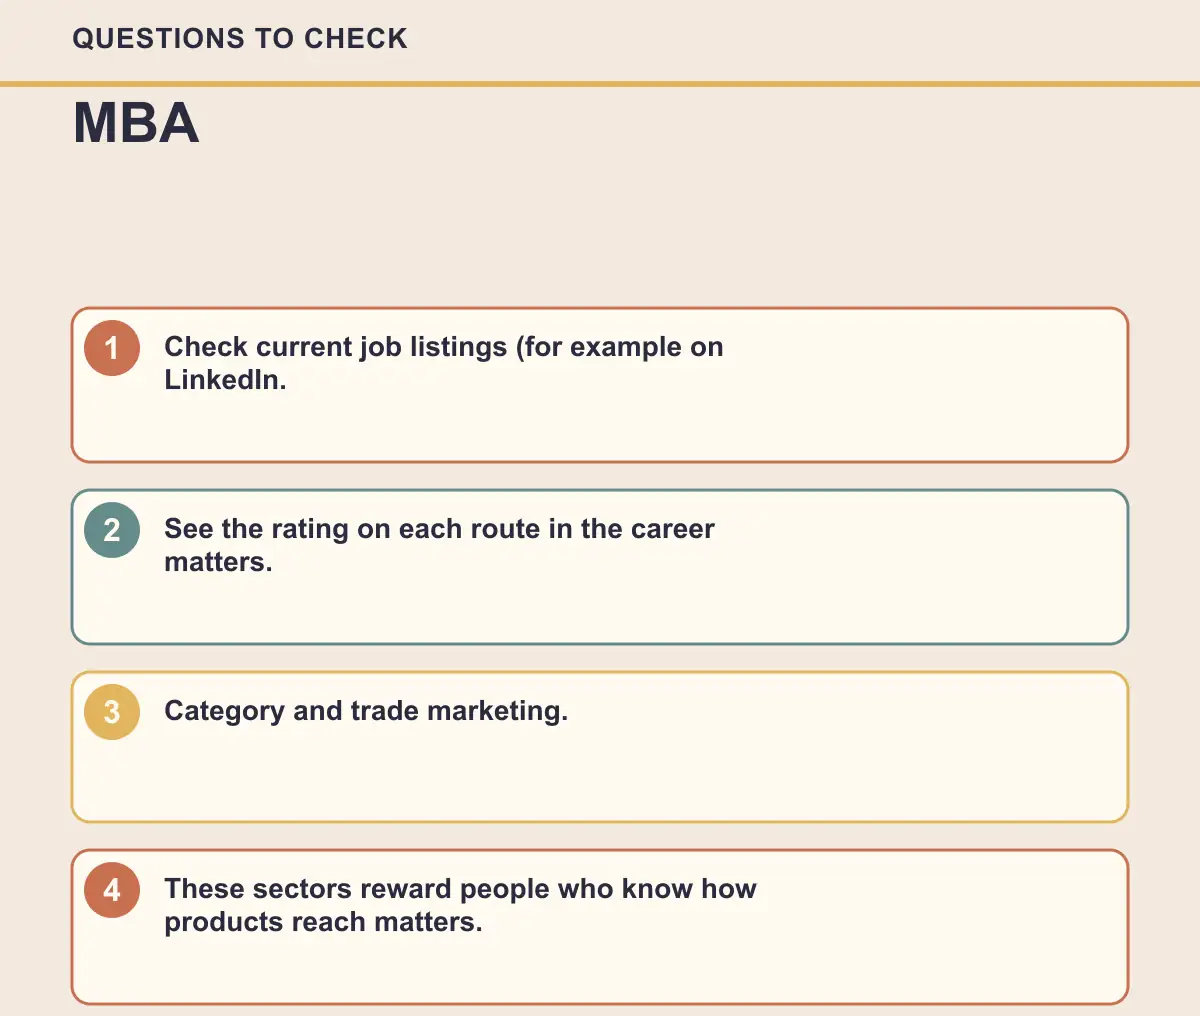 QUESTIONS TO CHECK
MBA
1
Check current job listings (for example on
LinkedIn.
2
See the rating on each route in the career
matters.
3
Category and trade marketing.
4
These sectors reward people who know how
products reach matters.